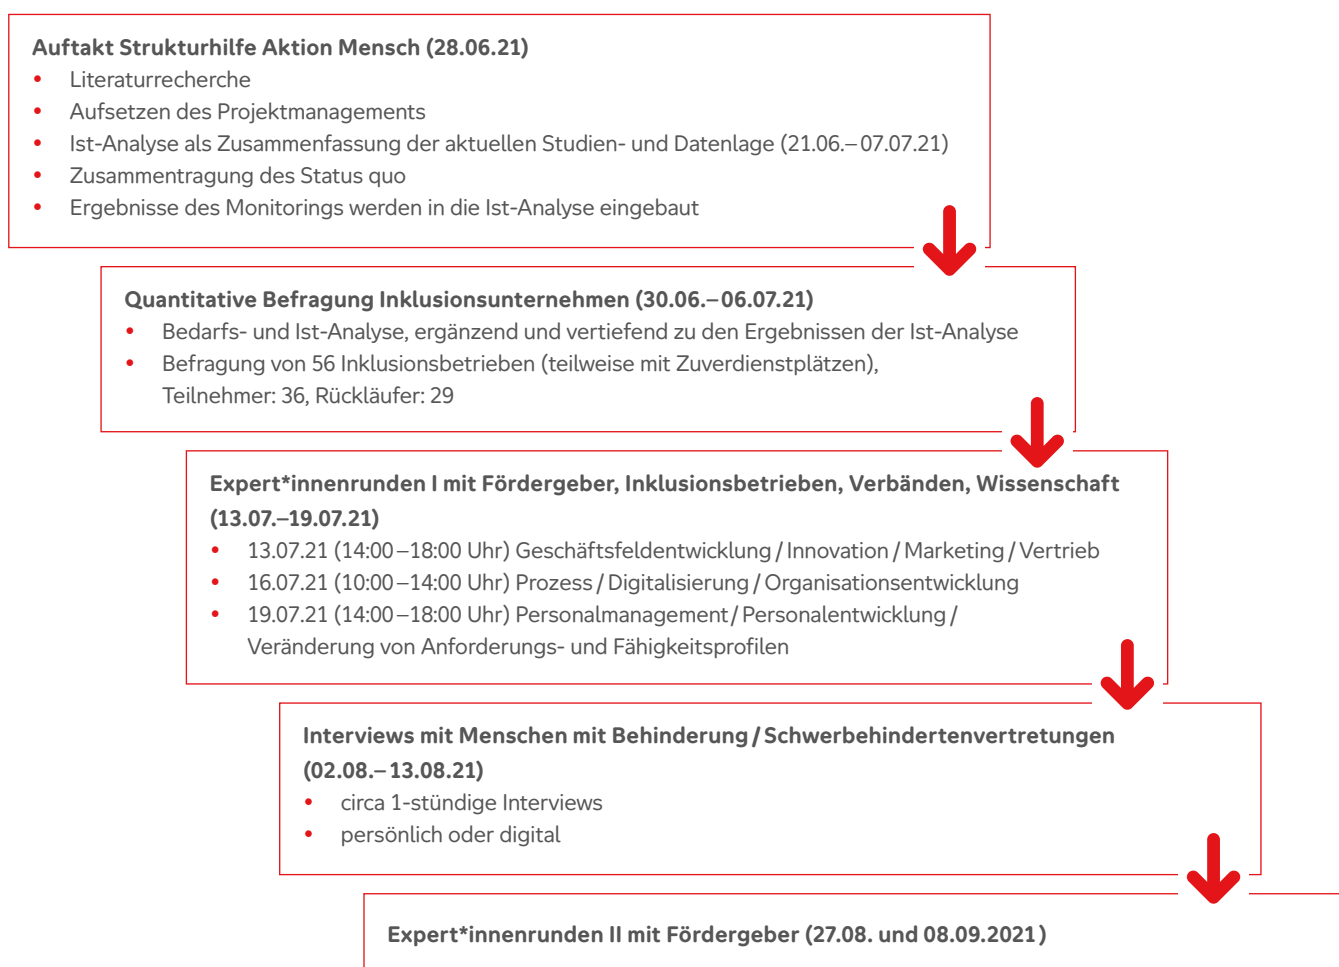 Auftakt Strukturhilfe Aktion Mensch (28.06.21)
• Literaturrecherche
• Aufsetzen des Projektmanagements
• Ist-Analyse als Zusammenfassung der aktuellen Studien- und Datenlage (21.06.–07.07.21)
• Zusammentragung des Status quo
• Ergebnisse des Monitorings werden in die Ist-Analyse eingebaut
Quantitative Befragung Inklusionsunternehmen (30.06.–06.07.21)
• Bedarfs- und Ist-Analyse, ergänzend und vertiefend zu den Ergebnissen der Ist-Analyse
• Befragung von 56 Inklusionsbetrieben (teilweise mit Zuverdienstplätzen),
Teilnehmer: 36, Rückläufer: 29
Expert*innenrunden I mit Fördergeber, Inklusionsbetrieben, Verbänden, Wissenschaft
(13.07.–19.07.21)
• 13.07.21 (14:00–18:00 Uhr) Geschäftsfeldentwicklung / Innovation / Marketing / Vertrieb
• 16.07.21 (10:00–14:00 Uhr) Prozess / Digitalisierung / Organisationsentwicklung
• 19.07.21 (14:00–18:00 Uhr) Personalmanagement / Personalentwicklung /
Veränderung von Anforderungs- und Fähigkeitsprofilen
Interviews mit Menschen mit Behinderung / Schwerbehindertenvertretungen
(02.08.–13.08.21)
• circa 1-stündige Interviews
• persönlich oder digital
Expert*innenrunden II mit Fördergeber (27.08. und 08.09.2021)